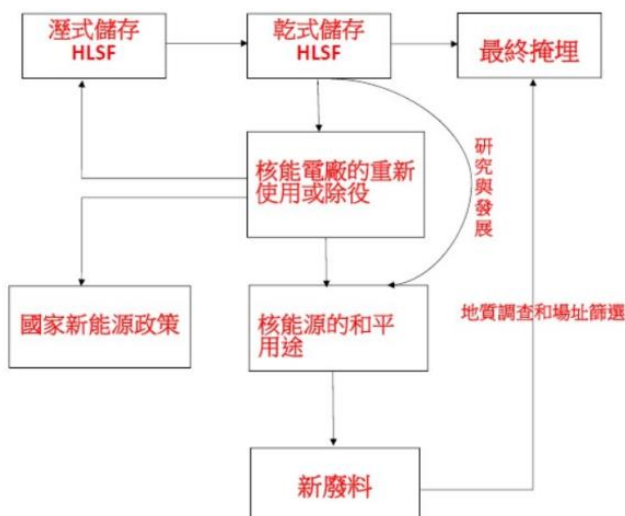 溼式儲存
HLSF
乾式儲存
HLSF
最終掩埋
核能電廠的重新
使用或除役
研究與發展
國家新能源政策
核能源的和平
用途
地質調查和場址篩選
新廢料